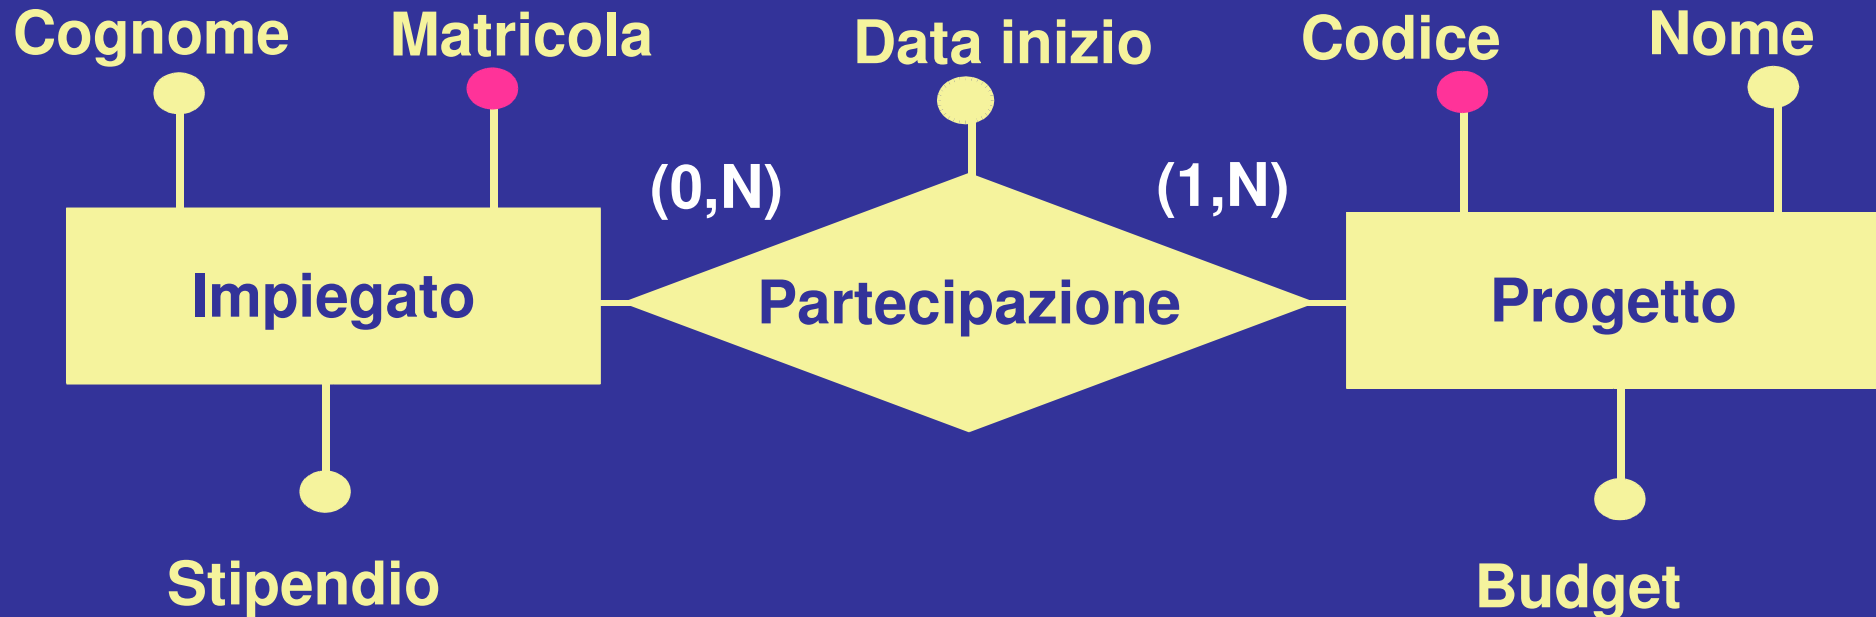 Cognome
Matricola
Data inizio
Codice
Nome
(0,N)
(1,N)
Impiegato
Partecipazione
Progetto
Stipendio
Budget